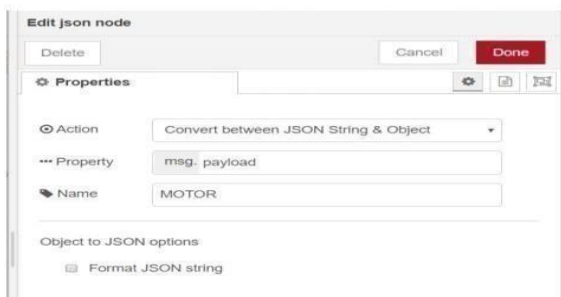 Edit json node
Delete Cancel Done
Properties
Action Convert between JSON String & Object
Property msg. payload
Name MOTOR
Object to JSON options
Format JSON string